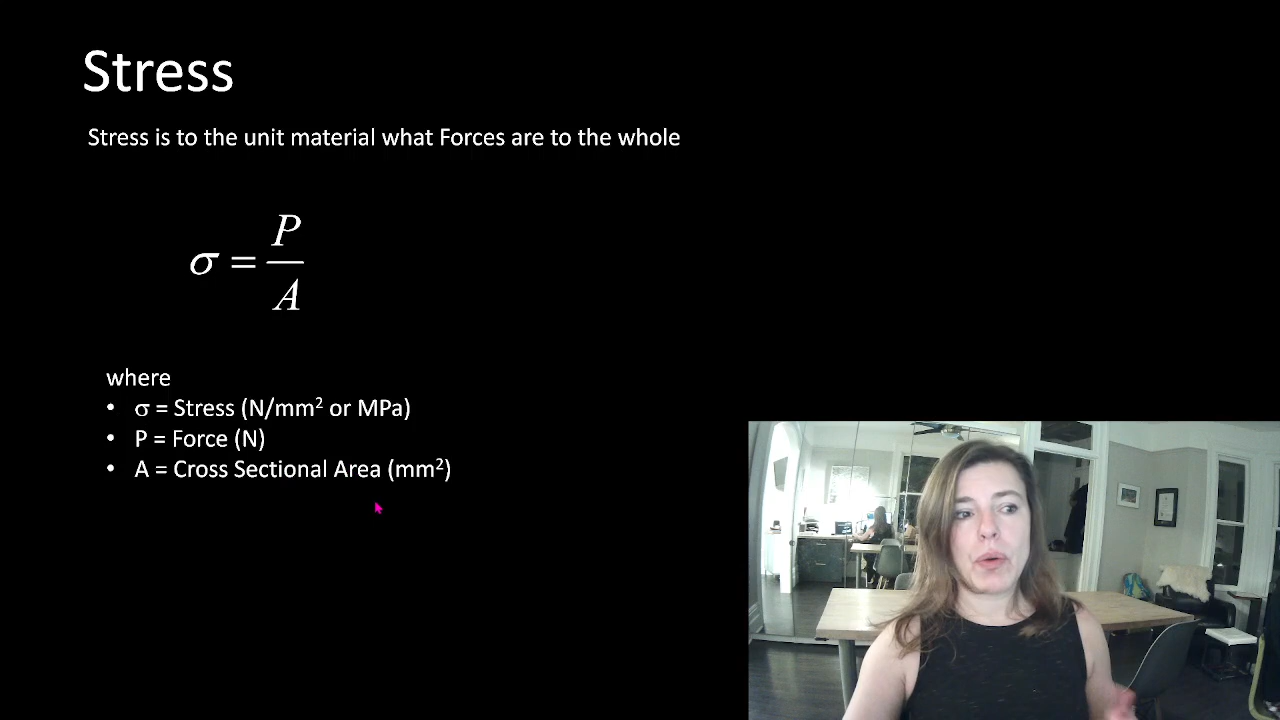 Stress
Stress is to the unit material what Forces are to the whole
σ = P/A
where
• σ = Stress (N/mm² or MPa)
• P = Force (N)
• A = Cross Sectional Area (mm²)